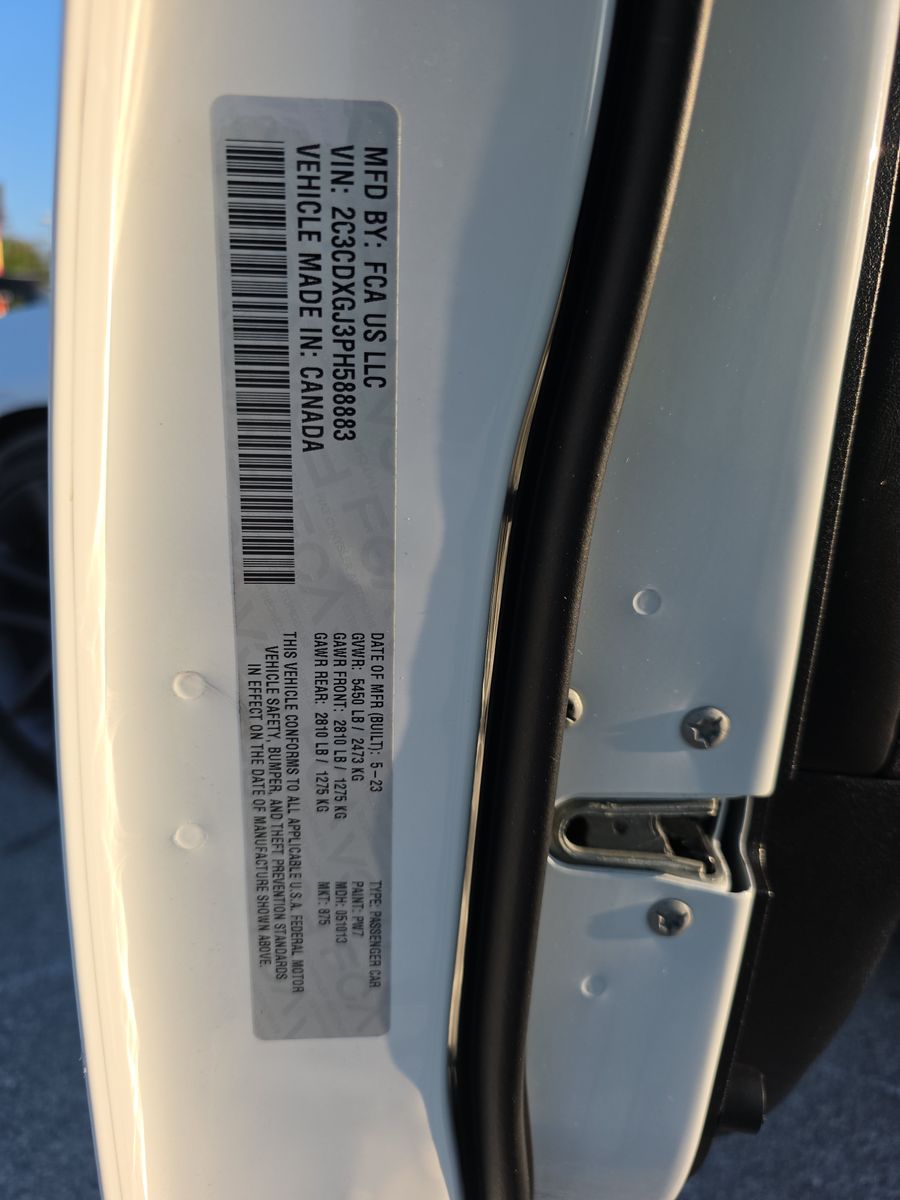 MFD BY: FCA US LLC
VIN: 2C3CDXGJ3PH588883
VEHICLE MADE IN: CANADA
DATE OF MFR (BUILT): 5-23
GVWR: 5450 LB / 2473 KG
GAWR FRONT: 2810 LB / 1275 KG
GAWR REAR: 2810 LB / 1275 KG
TYPE: PASSENGER CAR
PAINT: PW7
MDH: 051013
MKT: 875
THIS VEHICLE CONFORMS TO ALL APPLICABLE U.S.A. FEDERAL MOTOR
VEHICLE SAFETY, BUMPER, AND THEFT PREVENTION STANDARDS
IN EFFECT ON THE DATE OF MANUFACTURE SHOWN ABOVE.